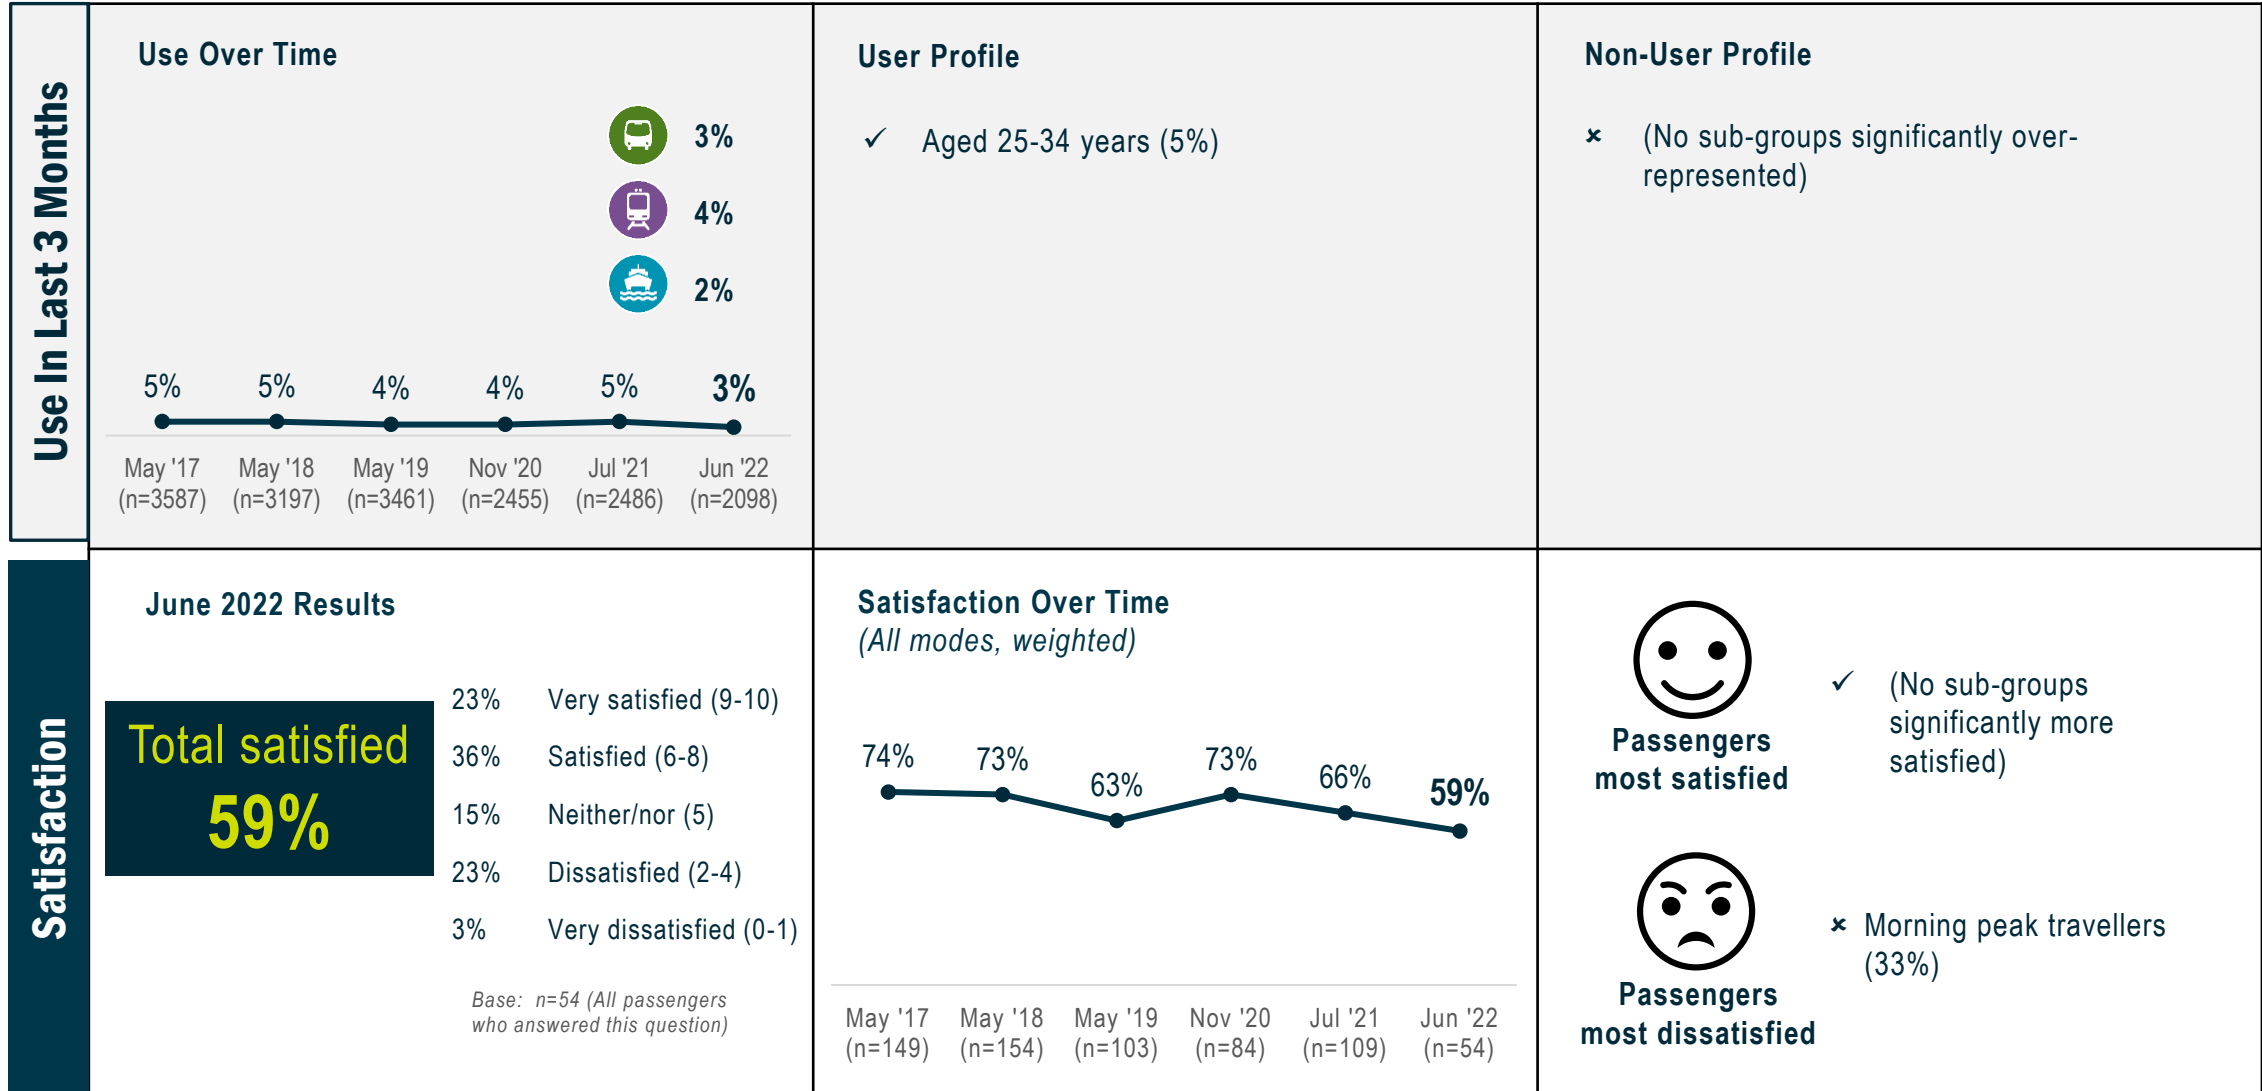 Use In Last 3 Months
Use Over Time
3%
4%
2%
5%
5%
4%
4%
5%
3%
May '17
May '18
May '19
Nov '20
Jul '21
Jun '22
(n=3587)
(n=3197)
(n=3461)
(n=2455)
(n=2486)
(n=2098)
User Profile
✓ Aged 25-34 years (5%)
Non-User Profile
× (No sub-groups significantly over-
represented)
Satisfaction
June 2022 Results
Total satisfied
59%
23% Very satisfied (9-10)
36% Satisfied (6-8)
15% Neither/nor (5)
23% Dissatisfied (2-4)
3% Very dissatisfied (0-1)
Base: n=54 (All passengers
who answered this question)
Satisfaction Over Time
(All modes, weighted)
74%
73%
63%
73%
66%
59%
May '17
May '18
May '19
Nov '20
Jul '21
Jun '22
(n=149)
(n=154)
(n=103)
(n=84)
(n=109)
(n=54)
Passengers
most satisfied
✓ (No sub-groups
significantly more
satisfied)
Passengers
most dissatisfied
× Morning peak travellers
(33%)